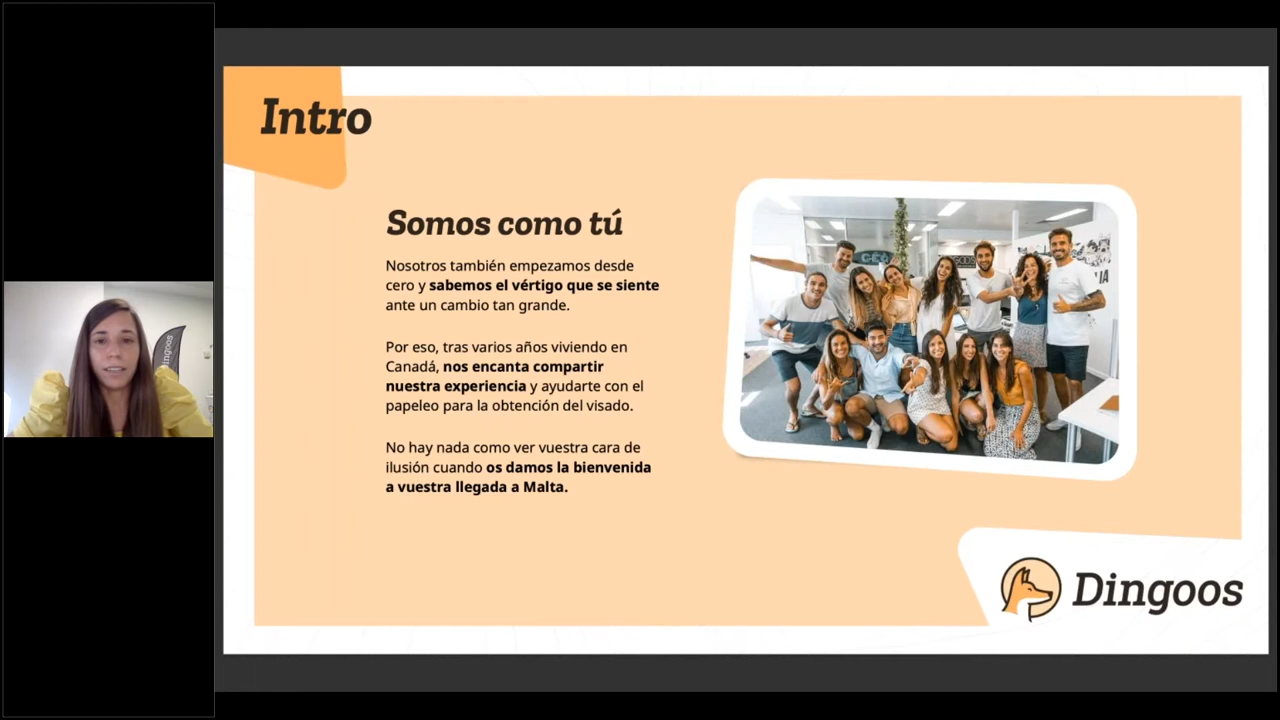 Intro
Somos como tú
Nosotros también empezamos desde
cero y sabemos el vértigo que se siente
ante un cambio tan grande.
Por eso, tras varios años viviendo en
Canadá, nos encanta compartir
nuestra experiencia y ayudarte con el
papeleo para la obtención del visado.
No hay nada como ver vuestra cara de
ilusión cuando os damos la bienvenida
a vuestra llegada a Malta.
Dingoos
Dingoos